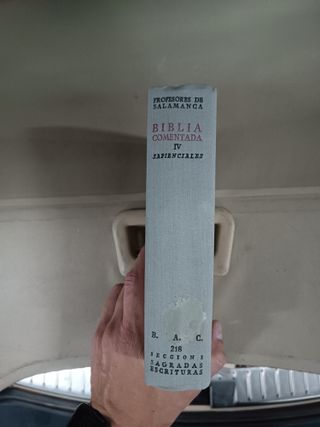 PROFESORES DE
SALAMANCA
BIBLIA
COMENTADA
IV
SAPIENCIALES
B. A. C.
218
SECCION I
SAGRADAS
ESCRITURAS